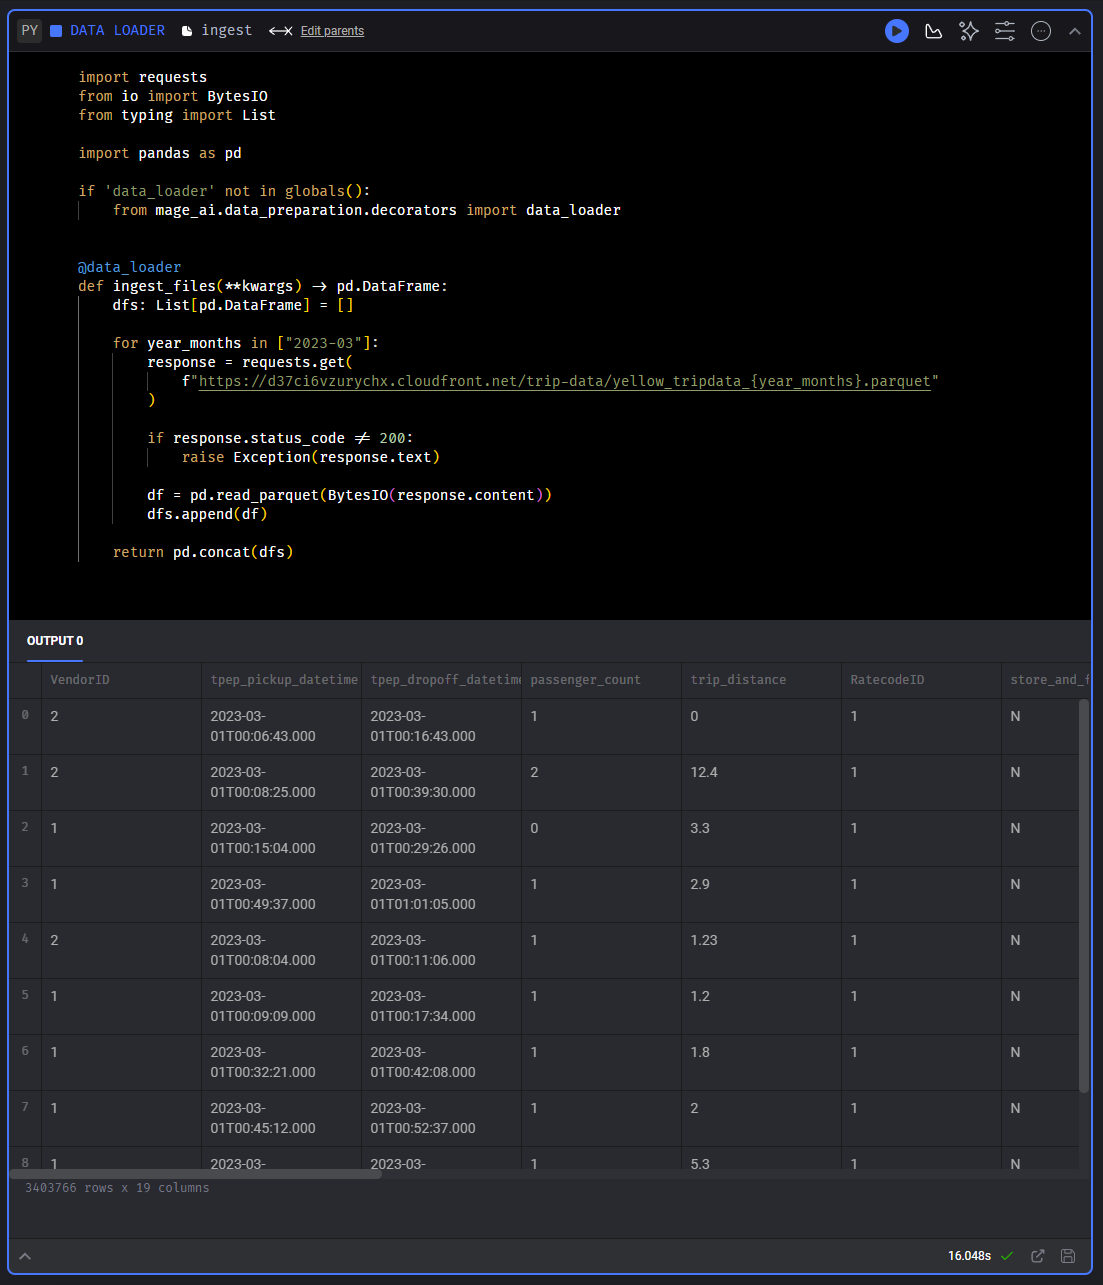 PY DATA LOADER ingest Edit parents
import requests
from io import BytesIO
from typing import List
import pandas as pd
if 'data_loader' not in globals():
from mage_ai.data_preparation.decorators import data_loader
@data_loader
def ingest_files(**kwargs) -> pd.DataFrame:
dfs: List[pd.DataFrame] = []
for year_months in ["2023-03"]:
response = requests.get(
f"https://d37ci6vzurychx.cloudfront.net/trip-data/yellow_tripdata_{year_months}.parquet"
)
if response.status_code != 200:
raise Exception(response.text)
df = pd.read_parquet(BytesIO(response.content))
dfs.append(df)
return pd.concat(dfs)
OUTPUT 0
VendorID tpep_pickup_datetime tpep_dropoff_datetime passenger_count trip_distance RatecodeID store_and_f
0 2 2023-03- 2023-03- 1 0 1 N
01T00:06:43.000 01T00:16:43.000
1 2 2023-03- 2023-03- 2 12.4 1 N
01T00:08:25.000 01T00:39:30.000
2 1 2023-03- 2023-03- 0 3.3 1 N
01T00:15:04.000 01T00:29:26.000
3 1 2023-03- 2023-03- 1 2.9 1 N
01T00:49:37.000 01T01:01:05.000
4 2 2023-03- 2023-03- 1 1.23 1 N
01T00:08:04.000 01T00:11:06.000
5 1 2023-03- 2023-03- 1 1.2 1 N
01T00:09:09.000 01T00:17:34.000
6 1 2023-03- 2023-03- 1 1.8 1 N
01T00:32:21.000 01T00:42:08.000
7 1 2023-03- 2023-03- 1 2 1 N
01T00:45:12.000 01T00:52:37.000
8 1 2023-03- 2023-03- 1 5.3 1 N
3403766 rows x 19 columns
16.048s